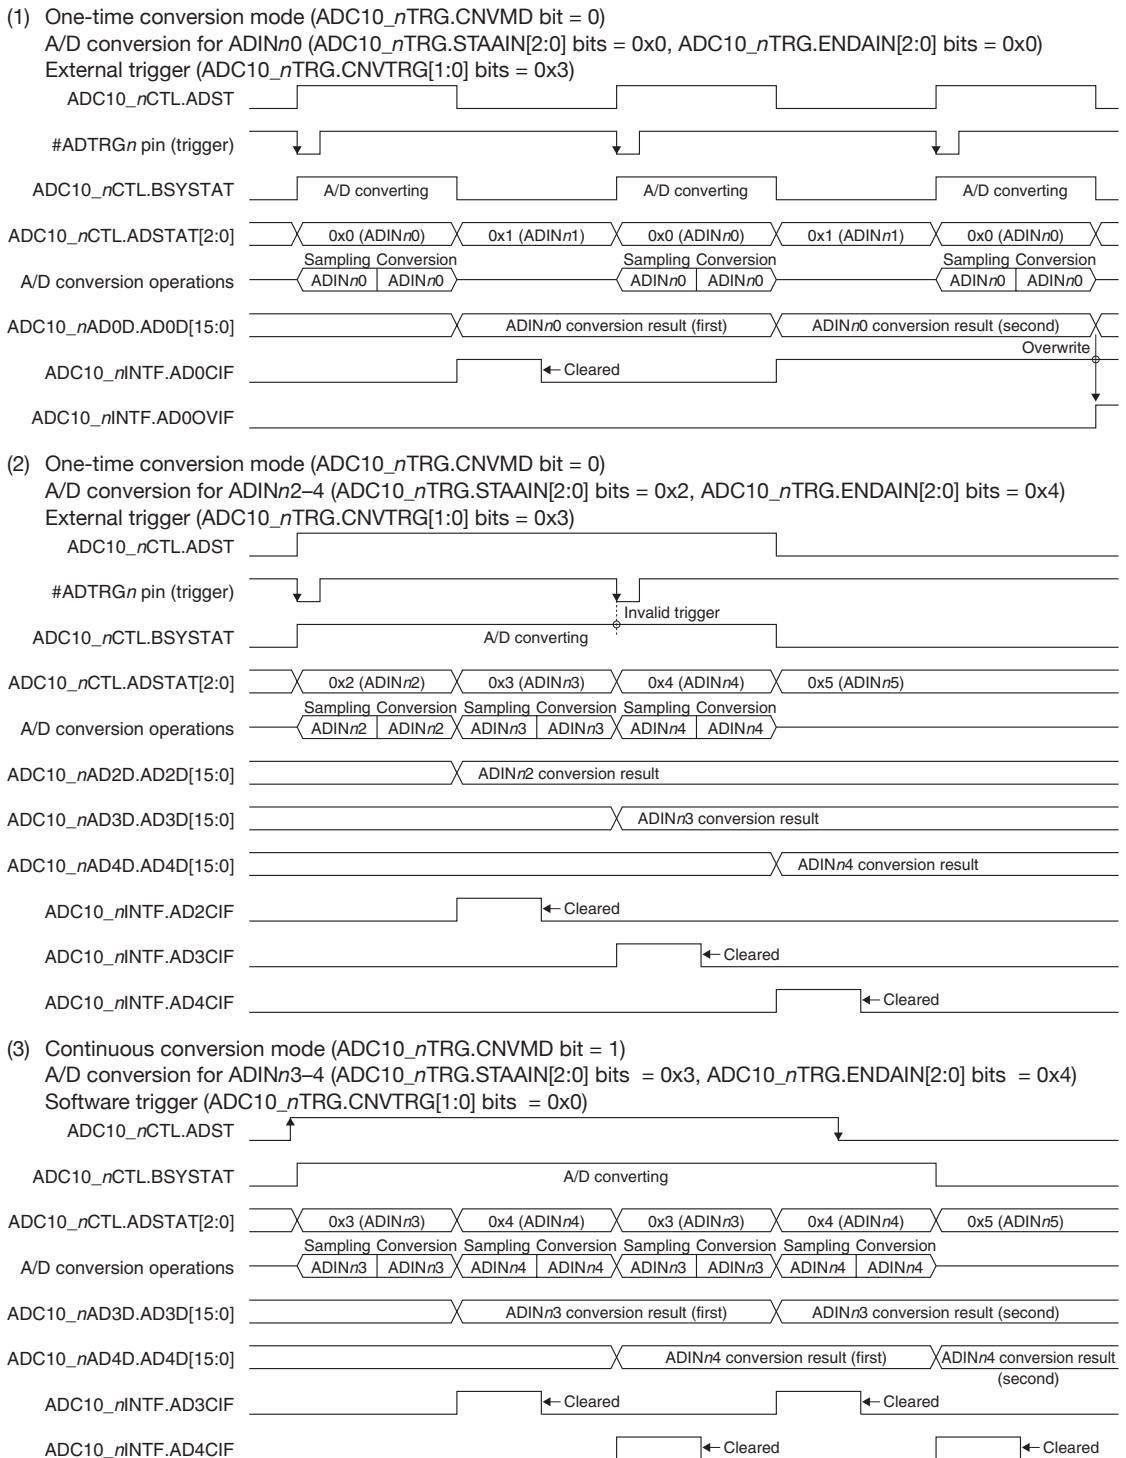 (1) One-time conversion mode (ADC10_nTRG.CNVMD bit = 0)
A/D conversion for ADINn0 (ADC10_nTRG.STAAIN[2:0] bits = 0x0, ADC10_nTRG.ENDAIN[2:0] bits = 0x0)
External trigger (ADC10_nTRG.CNVTRG[1:0] bits = 0x3)
ADC10_nCTL.ADST
#ADTRGn pin (trigger)
ADC10_nCTL.BSYSTAT A/D converting A/D converting A/D converting
ADC10_nCTL.ADSTAT[2:0] 0x0 (ADINn0) 0x1 (ADINn1) 0x0 (ADINn0) 0x1 (ADINn1) 0x0 (ADINn0)
Sampling Conversion Sampling Conversion Sampling Conversion
A/D conversion operations ADINn0 ADINn0 ADINn0 ADINn0 ADINn0 ADINn0
ADC10_nAD0D.AD0D[15:0] ADINn0 conversion result (first) ADINn0 conversion result (second)
Overwrite
ADC10_nINTF.AD0CIF Cleared
ADC10_nINTF.AD0OVIF
(2) One-time conversion mode (ADC10_nTRG.CNVMD bit = 0)
A/D conversion for ADINn2–4 (ADC10_nTRG.STAAIN[2:0] bits = 0x2, ADC10_nTRG.ENDAIN[2:0] bits = 0x4)
External trigger (ADC10_nTRG.CNVTRG[1:0] bits = 0x3)
ADC10_nCTL.ADST
#ADTRGn pin (trigger)
Invalid trigger
ADC10_nCTL.BSYSTAT A/D converting
ADC10_nCTL.ADSTAT[2:0] 0x2 (ADINn2) 0x3 (ADINn3) 0x4 (ADINn4) 0x5 (ADINn5)
Sampling Conversion Sampling Conversion Sampling Conversion
A/D conversion operations ADINn2 ADINn2 ADINn3 ADINn3 ADINn4 ADINn4
ADC10_nAD2D.AD2D[15:0] ADINn2 conversion result
ADC10_nAD3D.AD3D[15:0] ADINn3 conversion result
ADC10_nAD4D.AD4D[15:0] ADINn4 conversion result
ADC10_nINTF.AD2CIF Cleared
ADC10_nINTF.AD3CIF Cleared
ADC10_nINTF.AD4CIF Cleared
(3) Continuous conversion mode (ADC10_nTRG.CNVMD bit = 1)
A/D conversion for ADINn3–4 (ADC10_nTRG.STAAIN[2:0] bits = 0x3, ADC10_nTRG.ENDAIN[2:0] bits = 0x4)
Software trigger (ADC10_nTRG.CNVTRG[1:0] bits = 0x0)
ADC10_nCTL.ADST
ADC10_nCTL.BSYSTAT A/D converting
ADC10_nCTL.ADSTAT[2:0] 0x3 (ADINn3) 0x4 (ADINn4) 0x3 (ADINn3) 0x4 (ADINn4) 0x5 (ADINn5)
Sampling Conversion Sampling Conversion Sampling Conversion Sampling Conversion
A/D conversion operations ADINn3 ADINn3 ADINn4 ADINn4 ADINn3 ADINn3 ADINn4 ADINn4
ADC10_nAD3D.AD3D[15:0] ADINn3 conversion result (first) ADINn3 conversion result (second)
ADC10_nAD4D.AD4D[15:0] ADINn4 conversion result (first) ADINn4 conversion result
(second)
ADC10_nINTF.AD3CIF Cleared Cleared
ADC10_nINTF.AD4CIF Cleared Cleared